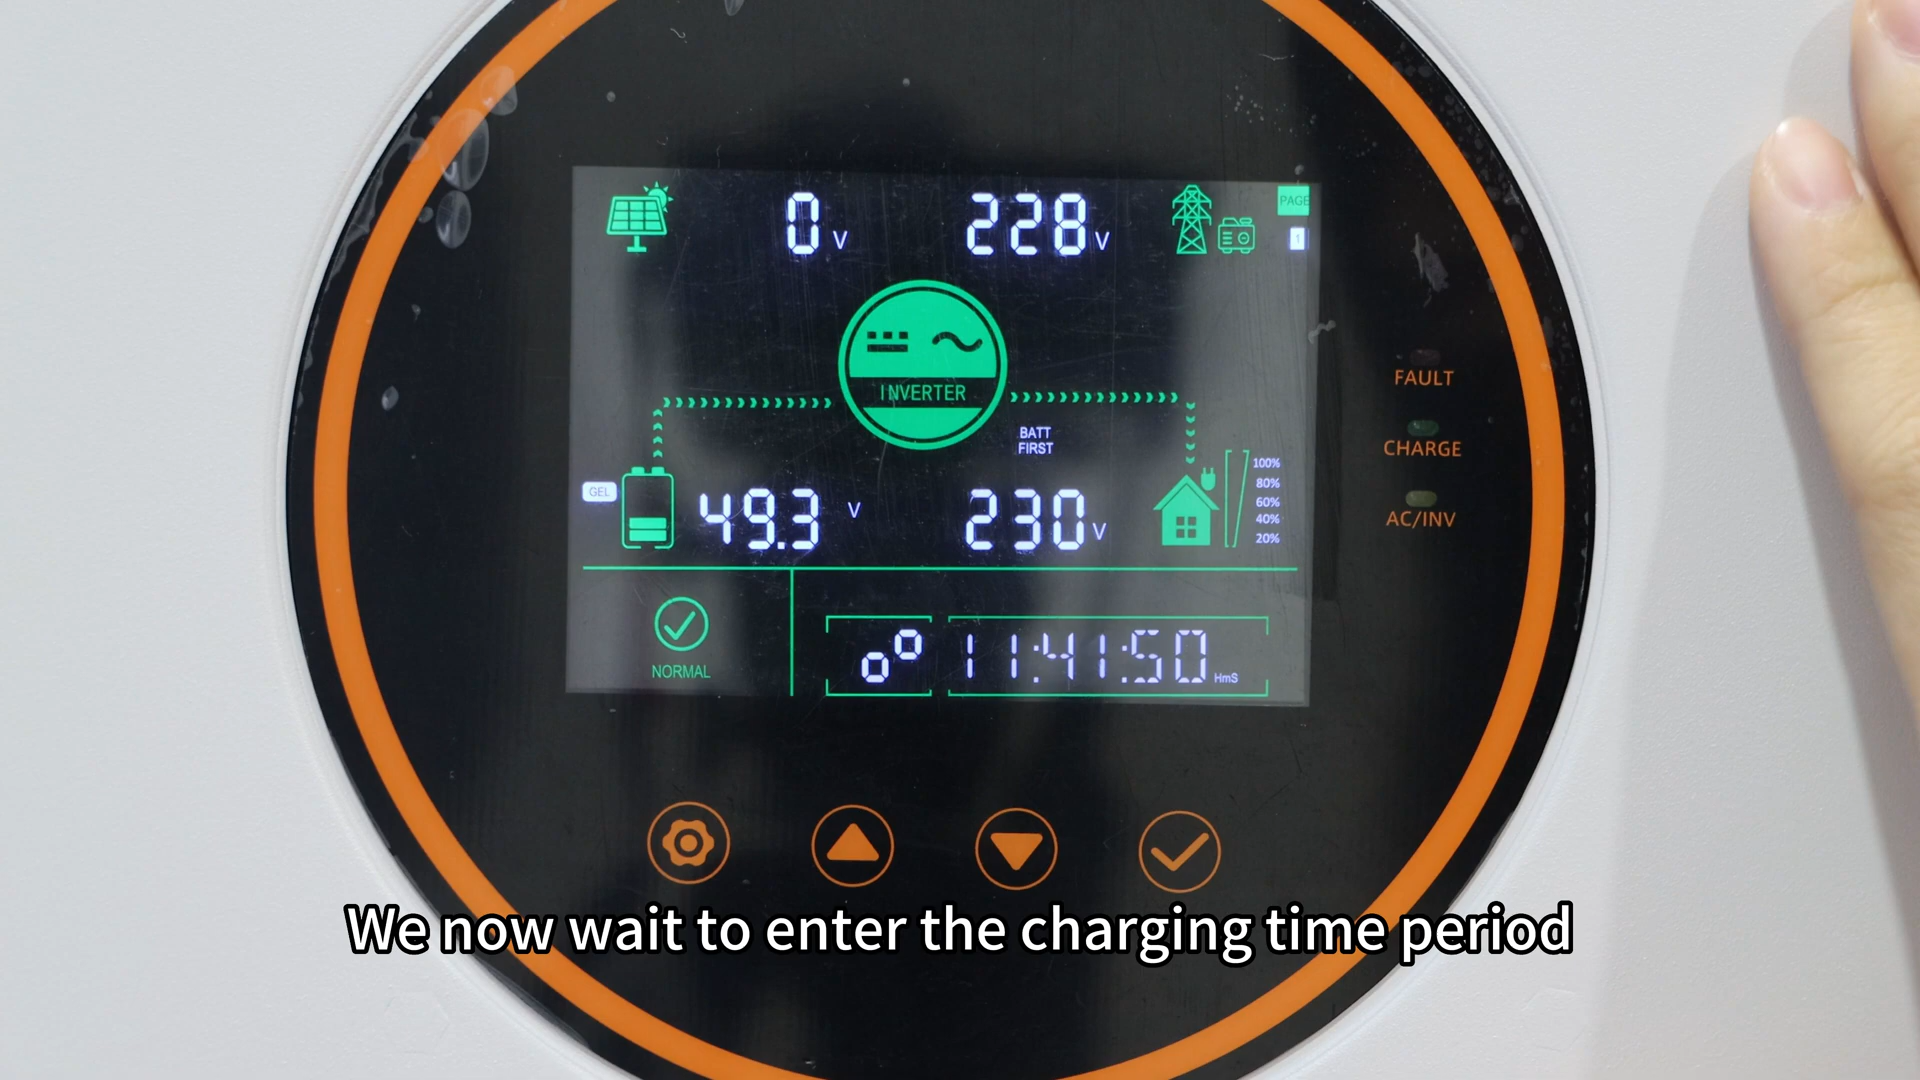 0 V
228 V
PAGE
1
INVERTER
BATT
FIRST
GEL
49.3 V
230 V
100%
80%
60%
40%
20%
FAULT
CHARGE
AC/INV
NORMAL
11:41:50 HmS
We now wait to enter the charging time period